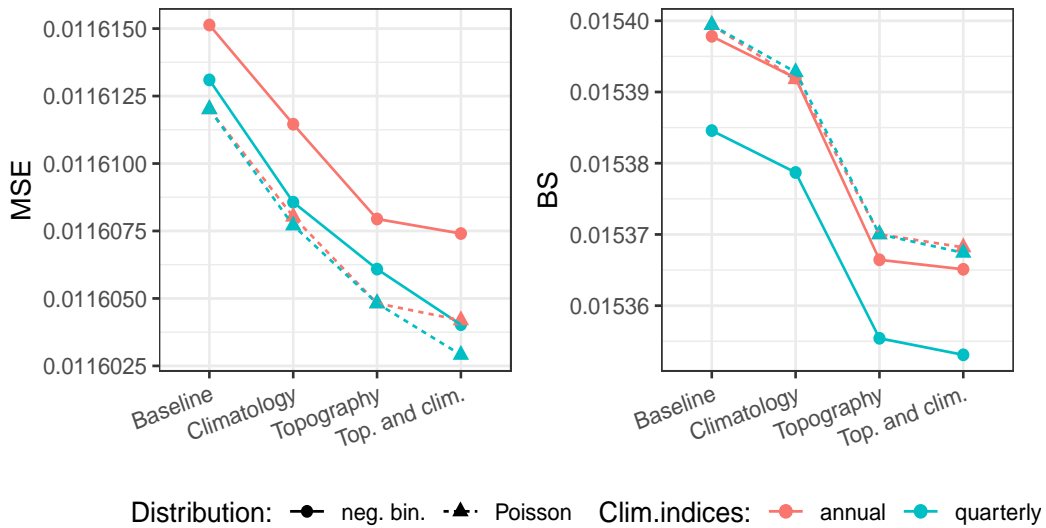 MSE
0.0116150
0.0116125
0.0116100
0.0116075
0.0116050
0.0116025
Baseline
Climatology
Topography
Top. and clim.
BS
0.01540
0.01539
0.01538
0.01537
0.01536
Baseline
Climatology
Topography
Top. and clim.
Distribution: neg. bin. Poisson Clim.indices: annual quarterly